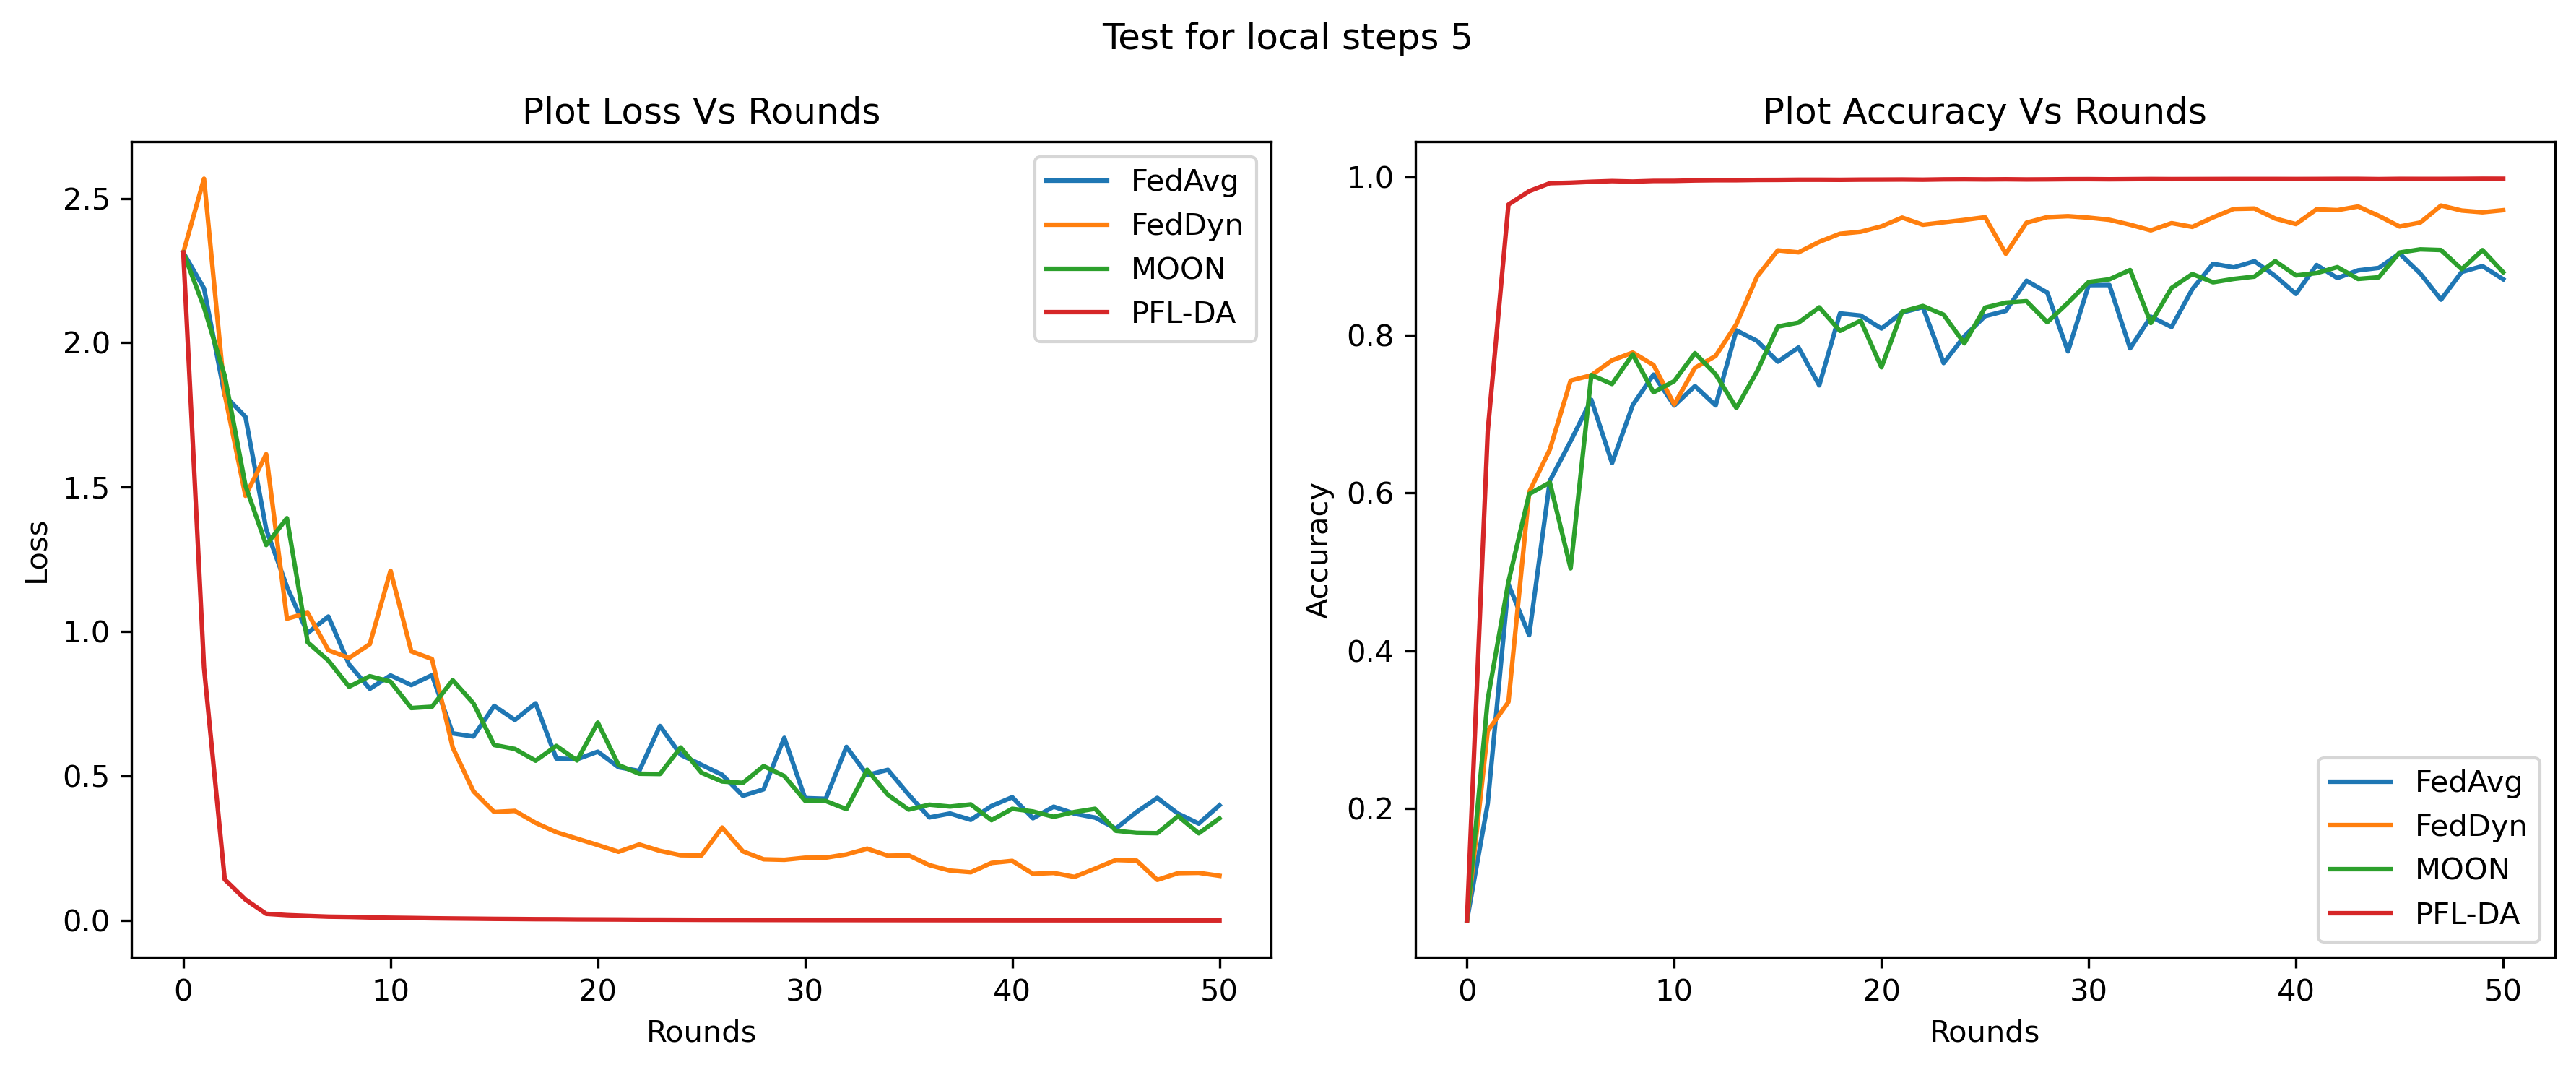 Test for local steps 5
Plot Loss Vs Rounds
2.5
2.0
1.5
1.0
0.5
0.0
Loss
0 10 20 30 40 50
Rounds
FedAvg
FedDyn
MOON
PFL-DA
Plot Accuracy Vs Rounds
1.0
0.8
0.6
0.4
0.2
Accuracy
0 10 20 30 40 50
Rounds
FedAvg
FedDyn
MOON
PFL-DA